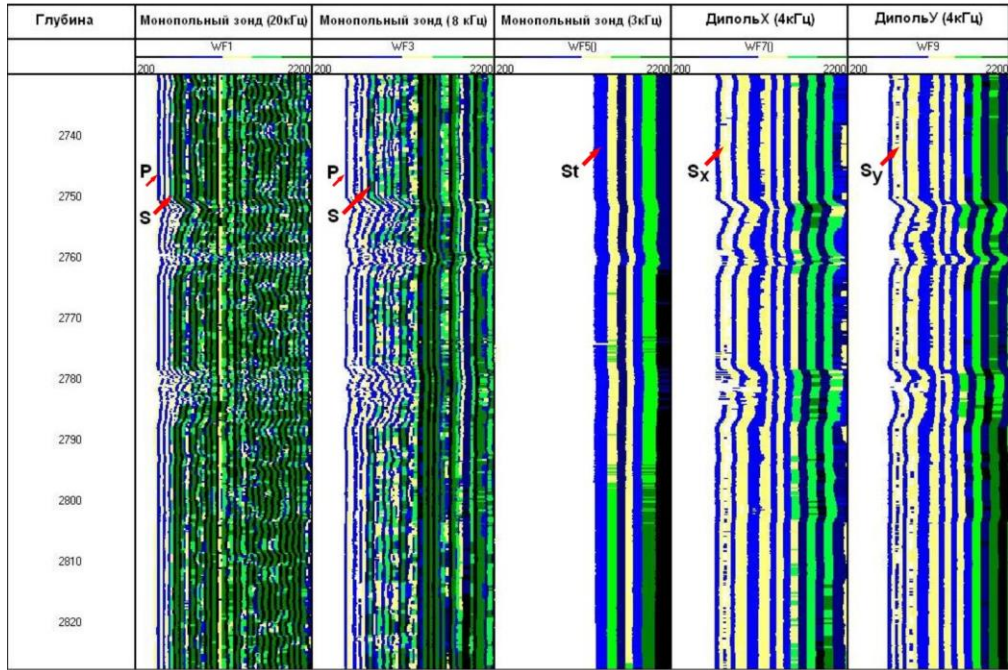 Глубина Монопольный зонд (20кГц) Монопольный зонд (8 кГц) Монопольный зонд (3кГц) ДипольX (4кГц) ДипольУ (4кГц)
WF1 WF3 WF5() WF7() WF9
200 2200 200 2200 200 2200 200 2200 200 2200
2740
St Sx Sy
P P
2750
S S
2760
2770
2780
2790
2800
2810
2820